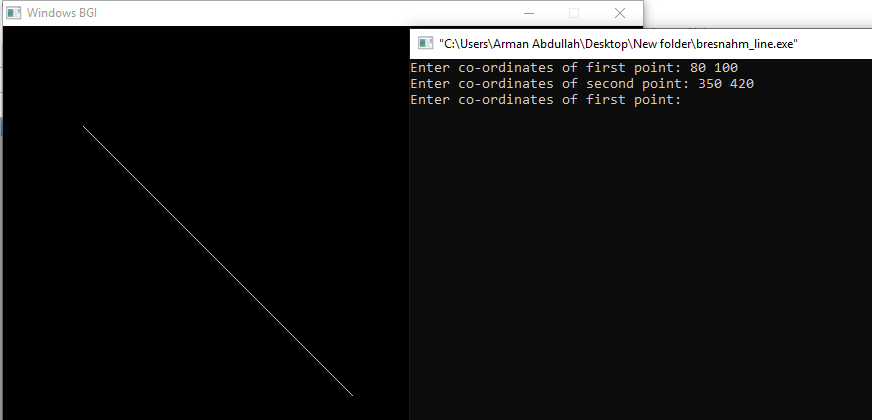 Windows BGI
"C:\Users\Arman Abdullah\Desktop\New folder\bresnahm_line.exe"
Enter co-ordinates of first point: 80 100
Enter co-ordinates of second point: 350 420
Enter co-ordinates of first point: